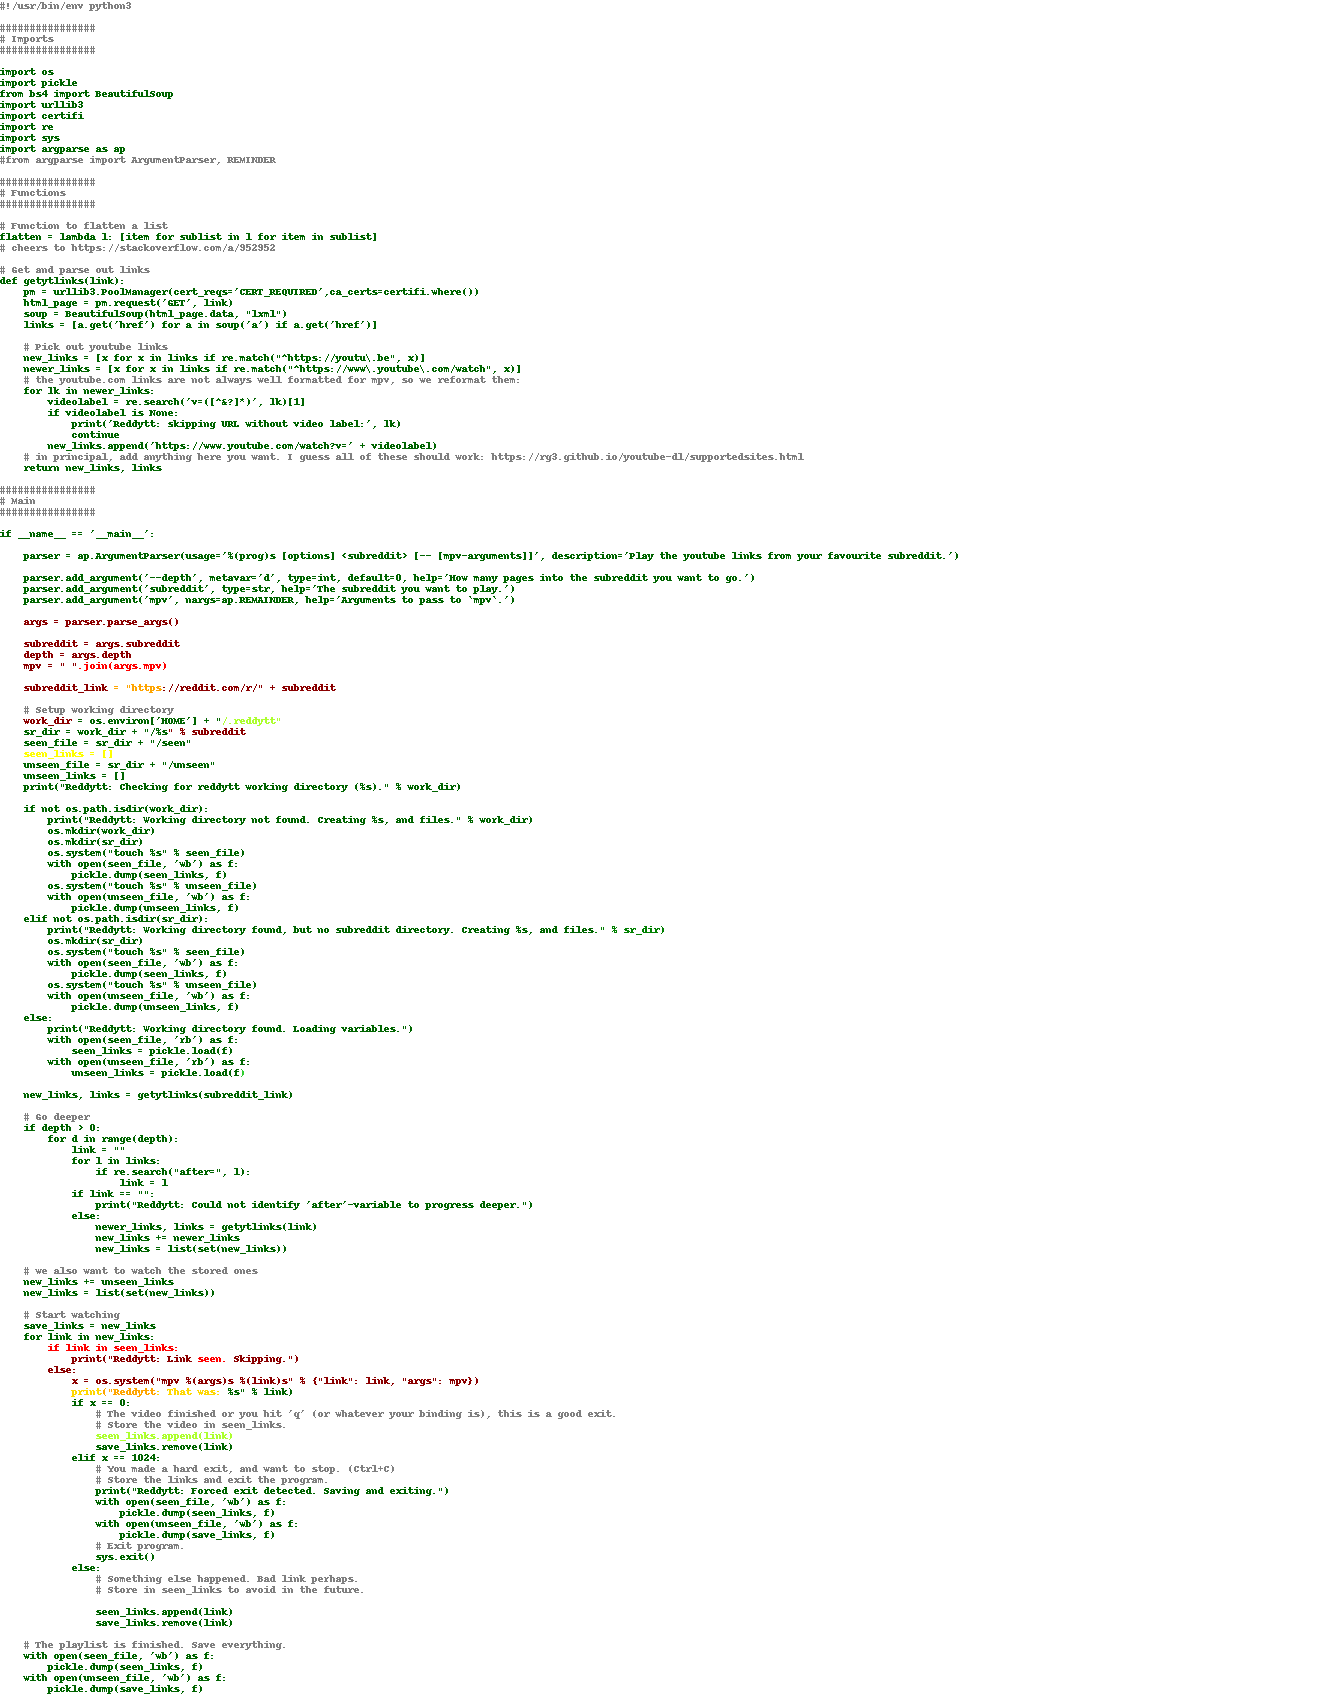 #!/usr/bin/env python3
################
# Imports
################
import os
import pickle
from bs4 import BeautifulSoup
import urllib3
import certifi
import re
import sys
import argparse as ap
#from argparse import ArgumentParser, REMINDER
################
# Functions
################
# Function to flatten a list
flatten = lambda l: [item for sublist in l for item in sublist]
# cheers to https://stackoverflow.com/a/952952
# Get and parse out links
def getytlinks(link):
    pm = urllib3.PoolManager(cert_reqs='CERT_REQUIRED',ca_certs=certifi.where())
    html_page = pm.request('GET', link)
    soup = BeautifulSoup(html_page.data, "lxml")
    links = [a.get('href') for a in soup('a') if a.get('href')]
    # Pick out youtube links
    new_links = [x for x in links if re.match("^https://youtu\.be", x)]
    newer_links = [x for x in links if re.match("^https://www\.youtube\.com/watch", x)]
    # the youtube.com links are not always well formatted for mpv, so we reformat them:
    for lk in newer_links:
        videolabel = re.search('v=([^&?]*)', lk)[1]
        if videolabel is None:
            print('Reddytt: skipping URL without video label:', lk)
            continue
        new_links.append('https://www.youtube.com/watch?v=' + videolabel)
    # in principal, add anything here you want. I guess all of these should work: https://rg3.github.io/youtube-dl/supportedsites.html
    return new_links, links
################
# Main
################
if __name__ == '__main__':
    parser = ap.ArgumentParser(usage='%(prog)s [options] <subreddit> [-- [mpv-arguments]]', description='Play the youtube links from your favourite subreddit.')
    parser.add_argument('--depth', metavar='d', type=int, default=0, help='How many pages into the subreddit you want to go.')
    parser.add_argument('subreddit', type=str, help='The subreddit you want to play.')
    parser.add_argument('mpv', nargs=ap.REMAINDER, help='Arguments to pass to `mpv`.')
    args = parser.parse_args()
    subreddit = args.subreddit
    depth = args.depth
    mpv = " ".join(args.mpv)
    subreddit_link = "https://reddit.com/r/" + subreddit
    # Setup working directory
    work_dir = os.environ['HOME'] + "/.reddytt"
    sr_dir = work_dir + "/%s" % subreddit
    seen_file = sr_dir + "/seen"
    seen_links = []
    unseen_file = sr_dir + "/unseen"
    unseen_links = []
    print("Reddytt: Checking for reddytt working directory (%s)." % work_dir)
    if not os.path.isdir(work_dir):
        print("Reddytt: Working directory not found. Creating %s, and files." % work_dir)
        os.mkdir(work_dir)
        os.mkdir(sr_dir)
        os.system("touch %s" % seen_file)
        with open(seen_file, 'wb') as f:
            pickle.dump(seen_links, f)
        os.system("touch %s" % unseen_file)
        with open(unseen_file, 'wb') as f:
            pickle.dump(unseen_links, f)
    elif not os.path.isdir(sr_dir):
        print("Reddytt: Working directory found, but no subreddit directory. Creating %s, and files." % sr_dir)
        os.mkdir(sr_dir)
        os.system("touch %s" % seen_file)
        with open(seen_file, 'wb') as f:
            pickle.dump(seen_links, f)
        os.system("touch %s" % unseen_file)
        with open(unseen_file, 'wb') as f:
            pickle.dump(unseen_links, f)
    else:
        print("Reddytt: Working directory found. Loading variables.")
        with open(seen_file, 'rb') as f:
            seen_links = pickle.load(f)
        with open(unseen_file, 'rb') as f:
            unseen_links = pickle.load(f)
    new_links, links = getytlinks(subreddit_link)
    # Go deeper
    if depth > 0:
        for d in range(depth):
            link = ""
            for l in links:
                if re.search("after=", l):
                    link = l
            if link == "":
                print("Reddytt: Could not identify 'after'-variable to progress deeper.")
            else:
                newer_links, links = getytlinks(link)
                new_links += newer_links
                new_links = list(set(new_links))
    # we also want to watch the stored ones
    new_links += unseen_links
    new_links = list(set(new_links))
    # Start watching
    save_links = new_links
    for link in new_links:
        if link in seen_links:
            print("Reddytt: Link seen. Skipping.")
        else:
            x = os.system("mpv %(args)s %(link)s" % {"link": link, "args": mpv})
            print("Reddytt: That was: %s" % link)
            if x == 0:
                # The video finished or you hit 'q' (or whatever your binding is), this is a good exit.
                # Store the video in seen_links.
                seen_links.append(link)
                save_links.remove(link)
            elif x == 1024:
                # You made a hard exit, and want to stop. (Ctrl+C)
                # Store the links and exit the program.
                print("Reddytt: Forced exit detected. Saving and exiting.")
                with open(seen_file, 'wb') as f:
                    pickle.dump(seen_links, f)
                with open(unseen_file, 'wb') as f:
                    pickle.dump(save_links, f)
                # Exit program.
                sys.exit()
            else:
                # Something else happened. Bad link perhaps.
                # Store in seen_links to avoid in the future.
                seen_links.append(link)
                save_links.remove(link)
    # The playlist is finished. Save everything.
    with open(seen_file, 'wb') as f:
        pickle.dump(seen_links, f)
    with open(unseen_file, 'wb') as f:
        pickle.dump(save_links, f)